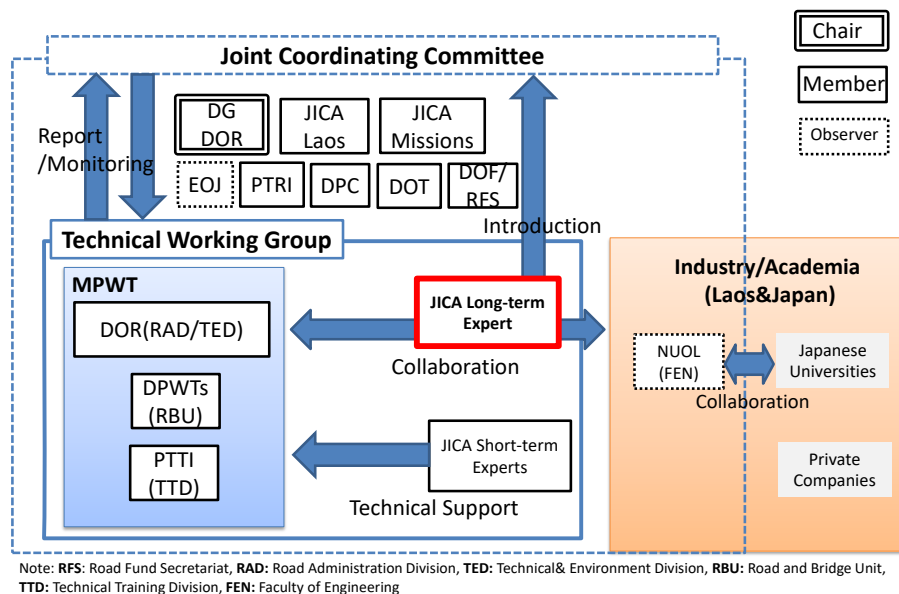 Joint Coordinating Committee
Chair
Member
Observer
Report
/Monitoring
DG
DOR
JICA
Laos
JICA
Missions
EOJ
PTRI
DPC
DOT
DOF/
RFS
Introduction
Technical Working Group
MPWT
DOR(RAD/TED)
DPWTs
(RBU)
PTTI
(TTD)
JICA Long-term
Expert
Collaboration
JICA Short-term
Experts
Technical Support
Industry/Academia
(Laos&Japan)
NUOL
(FEN)
Japanese
Universities
Collaboration
Private
Companies
Note: RFS: Road Fund Secretariat, RAD: Road Administration Division, TED: Technical& Environment Division, RBU: Road and Bridge Unit,
TTD: Technical Training Division, FEN: Faculty of Engineering